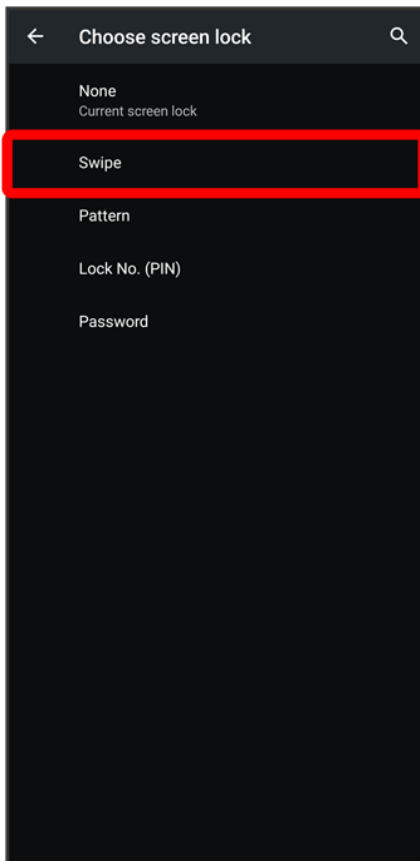 Choose screen lock
None
Current screen lock
Swipe
Pattern
Lock No. (PIN)
Password